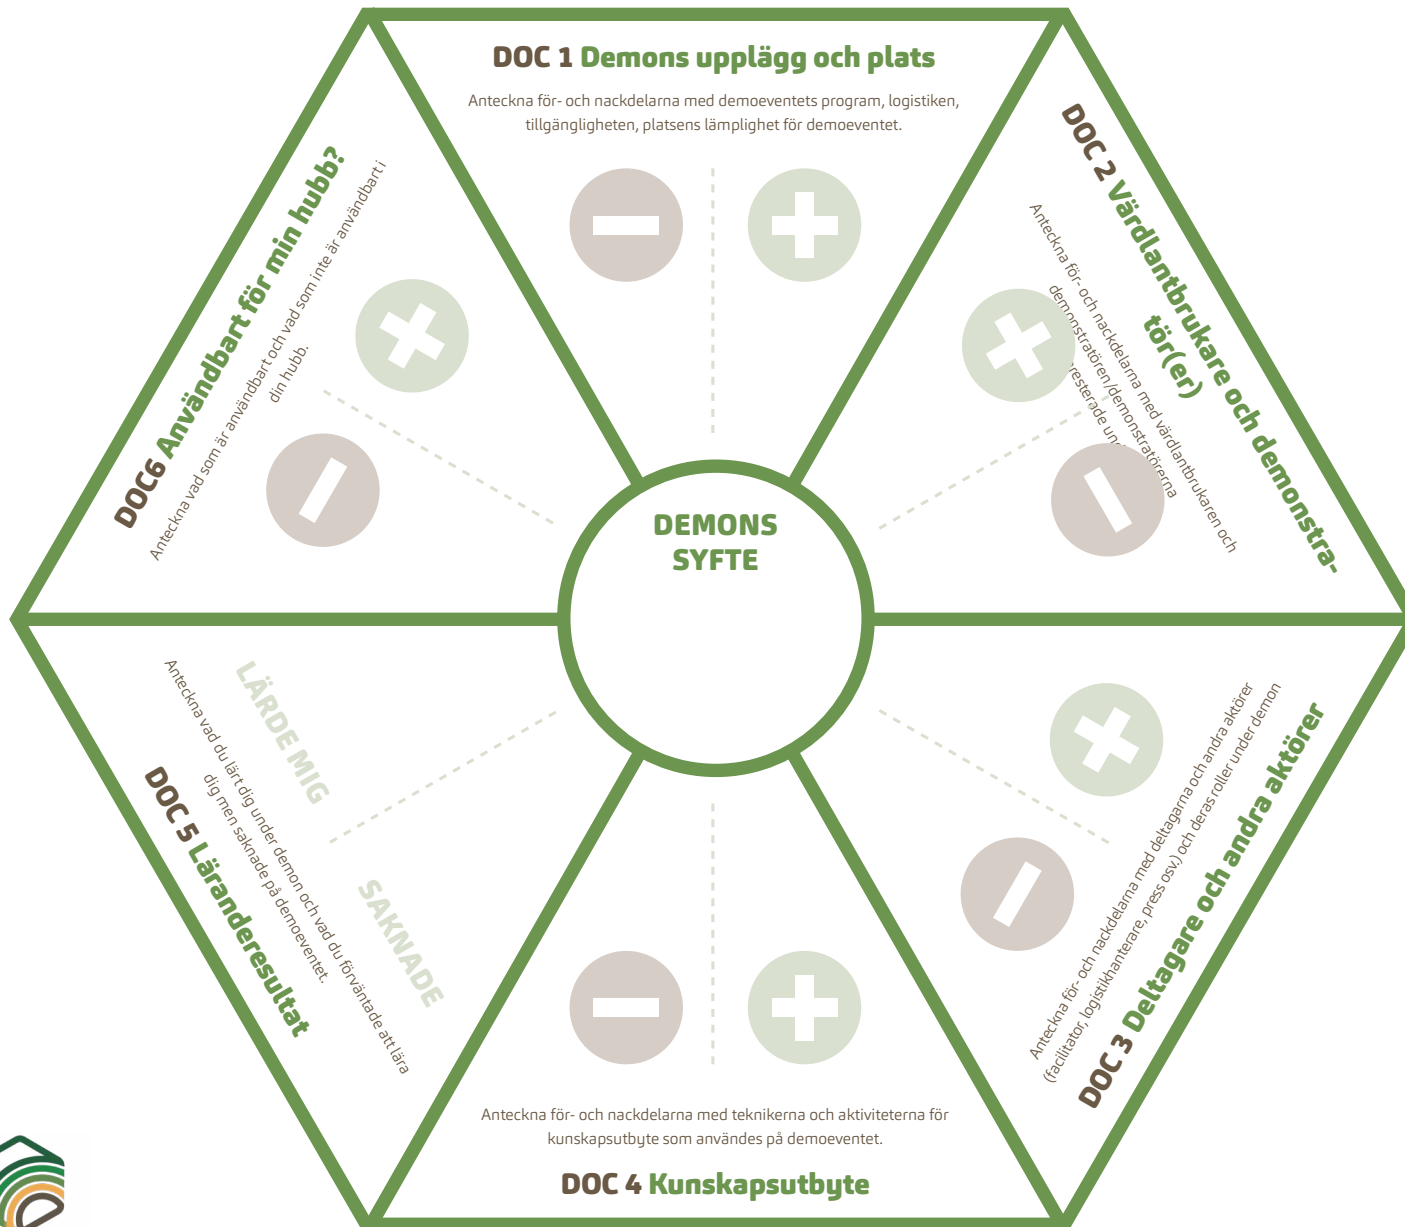 DOC 1 Demons upplägg och plats
Anteckna för- och nackdelarna med demoeventets program, logistiken,
tillgängligheten, platsens lämplighet för demoeventet.
DOC 2 Värdlantbrukare och demonstra-
tör(er)
Anteckna för- och nackdelarna med värdlantbrukaren och
demonstratören/demonstratörerna
DOC 3 Deltagare och andra aktörer
Anteckna för- och nackdelarna med deltagarna och andra aktörer
(facilitator, logistikhanterare, press osv.) och deras roller under demon
Anteckna för- och nackdelarna med teknikerna och aktiviteterna för
kunskapsutbyte som användes på demoeventet.
DOC 4 Kunskapsutbyte
LÄRDE MIG
SAKNADE
Anteckna vad du lärt dig under demon och vad du förväntade att lära
dig men saknade på demoeventet.
DOC 5 Läranderesultat
DOC6 Användbart för min hubb?
Anteckna vad som är användbart och vad som inte är användbart i
din hubb.
DEMONS
SYFTE